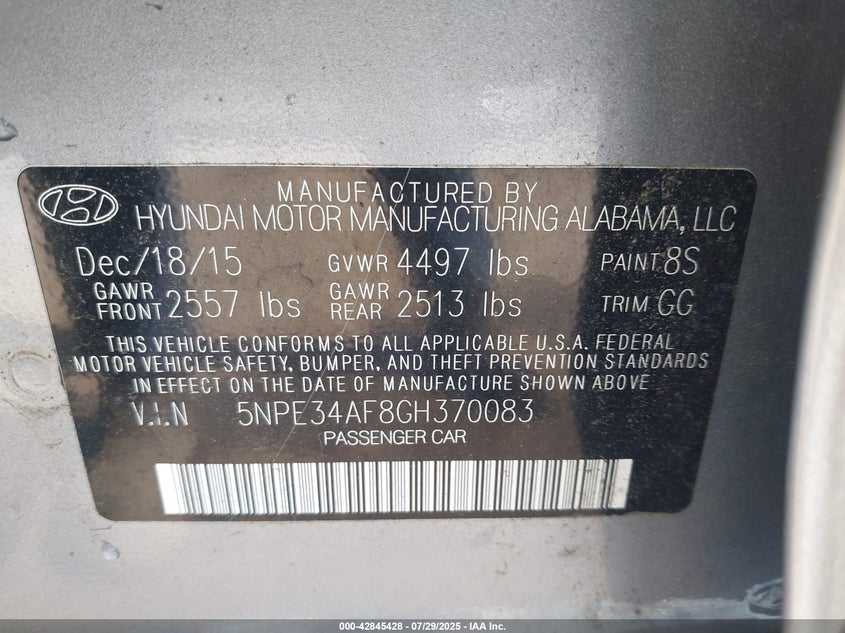 MANUFACTURED BY
HYUNDAI MOTOR MANUFACTURING ALABAMA, LLC
Dec/18/15 GVWR 4497 lbs PAINT 8S
GAWR FRONT 2557 lbs GAWR REAR 2513 lbs TRIM GG
THIS VEHICLE CONFORMS TO ALL APPLICABLE U.S.A. FEDERAL
MOTOR VEHICLE SAFETY, BUMPER, AND THEFT PREVENTION STANDARDS
IN EFFECT ON THE DATE OF MANUFACTURE SHOWN ABOVE
V.I.N 5NPE34AF8GH370083
PASSENGER CAR
000-42845428 - 07/29/2025 - IAA Inc.